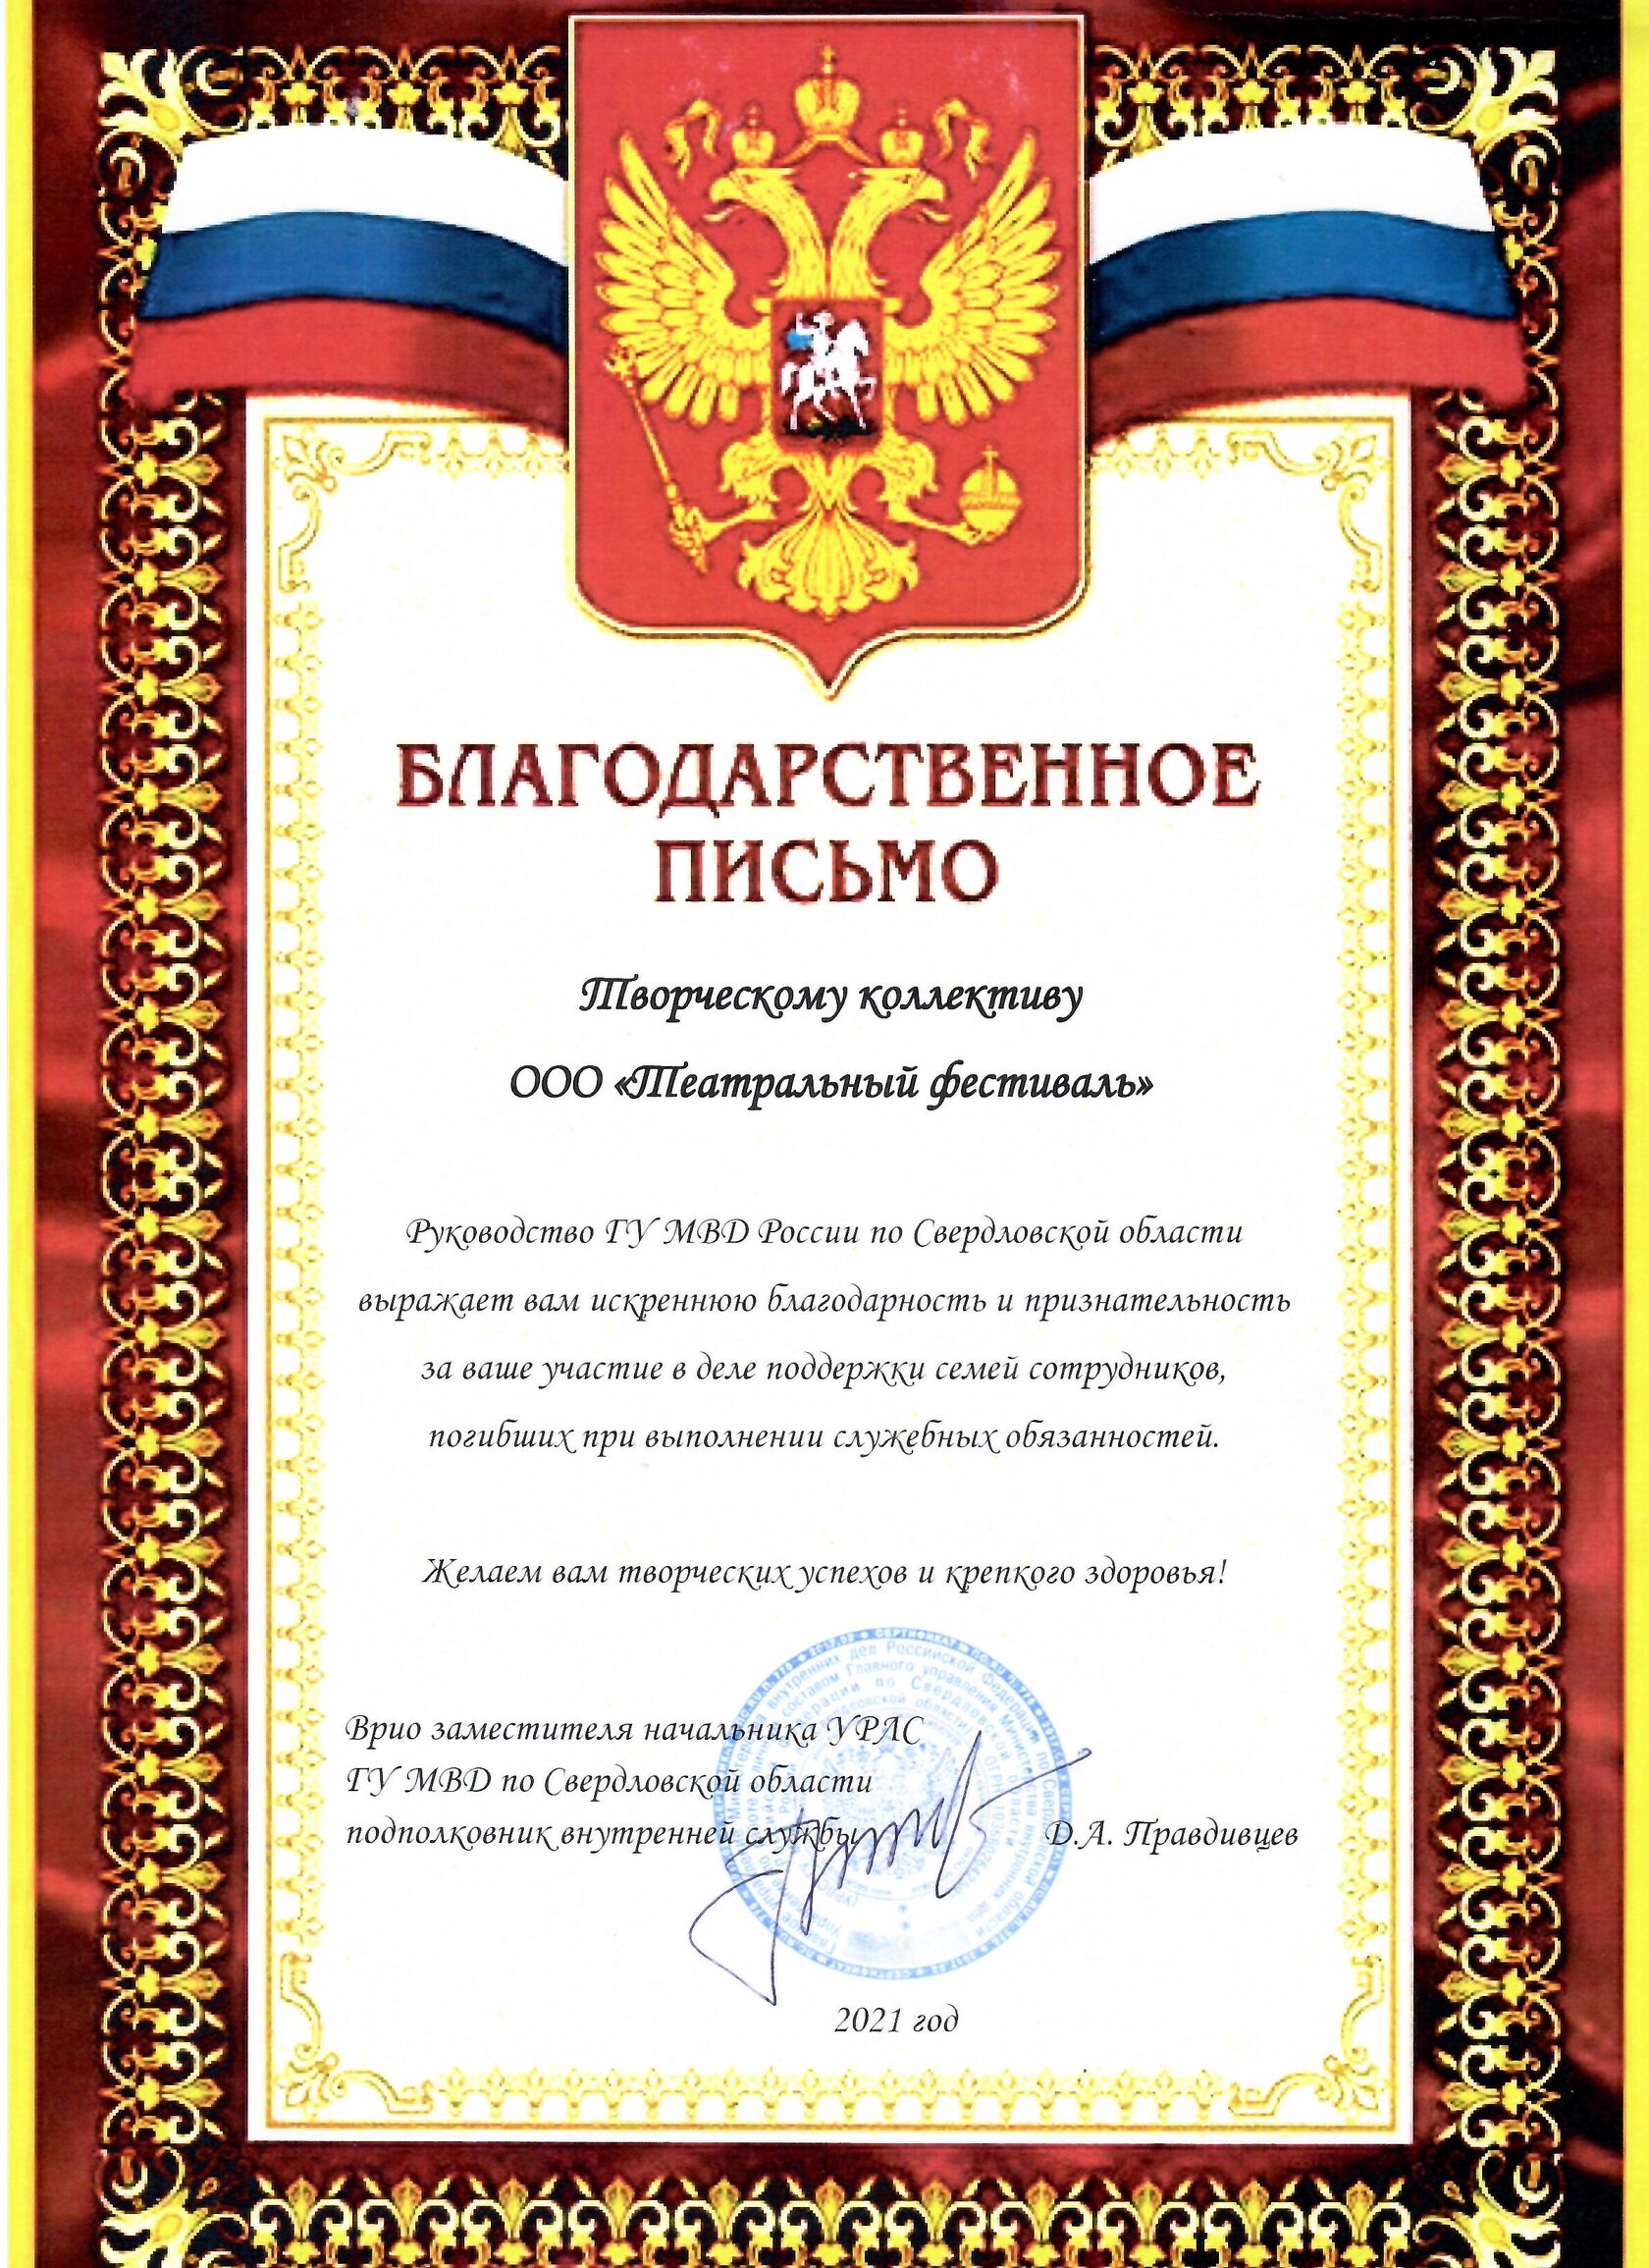 БЛАГОДАРСТВЕННОЕ
ПИСЬМО
Творческому коллективу
ООО «Театральный фестиваль»
Руководство ГУ МВД России по Свердловской области
выражает вам искреннюю благодарность и признательность
за ваше участие в деле поддержки семей сотрудников,
погибших при выполнении служебных обязанностей.
Желаем вам творческих успехов и крепкого здоровья!
Врио заместителя начальника УРЛС
ГУ МВД по Свердловской области
подполковник внутренней службы
Д.А. Правдивцев
2021 год